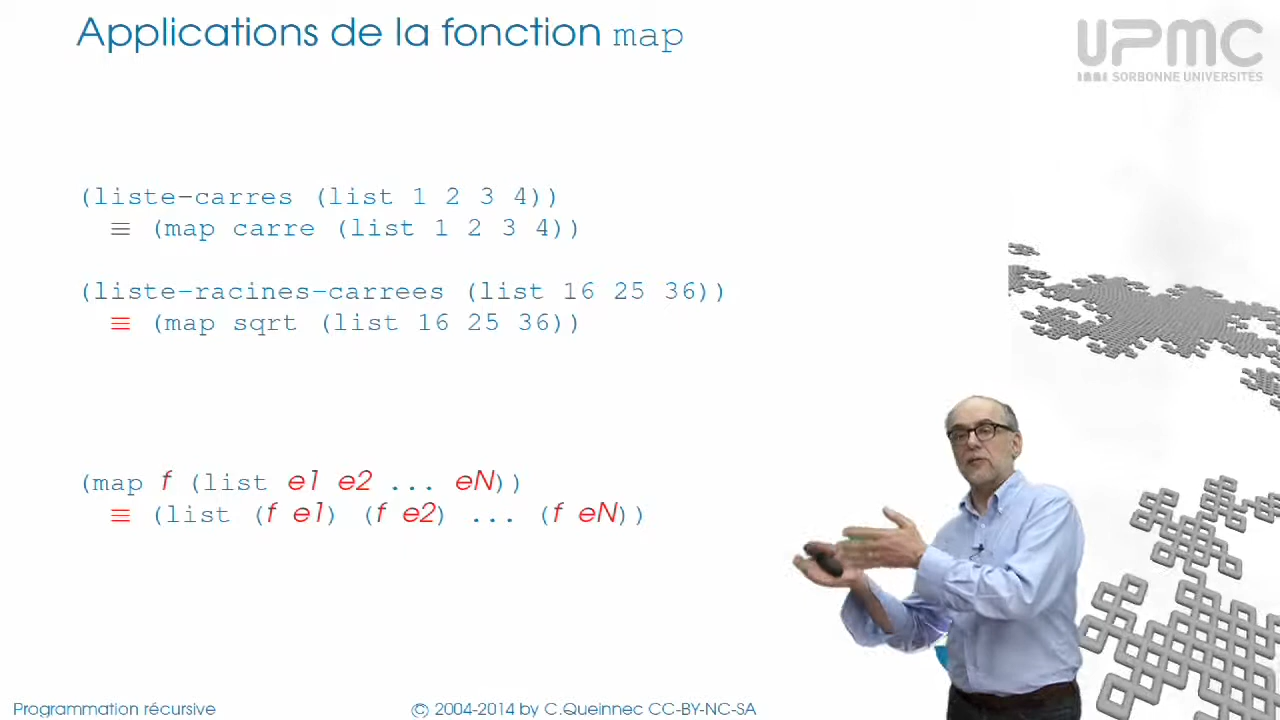 Applications de la fonction map
UPMC
SORBONNE UNIVERSITÉS
(liste-carres (list 1 2 3 4))
≡ (map carre (list 1 2 3 4))
(liste-racines-carrees (list 16 25 36))
≡ (map sqrt (list 16 25 36))
(map f (list e1 e2 ... eN))
≡ (list (f e1) (f e2) ... (f eN))
Programmation récursive
© 2004-2014 by C.Queinnec CC-BY-NC-SA